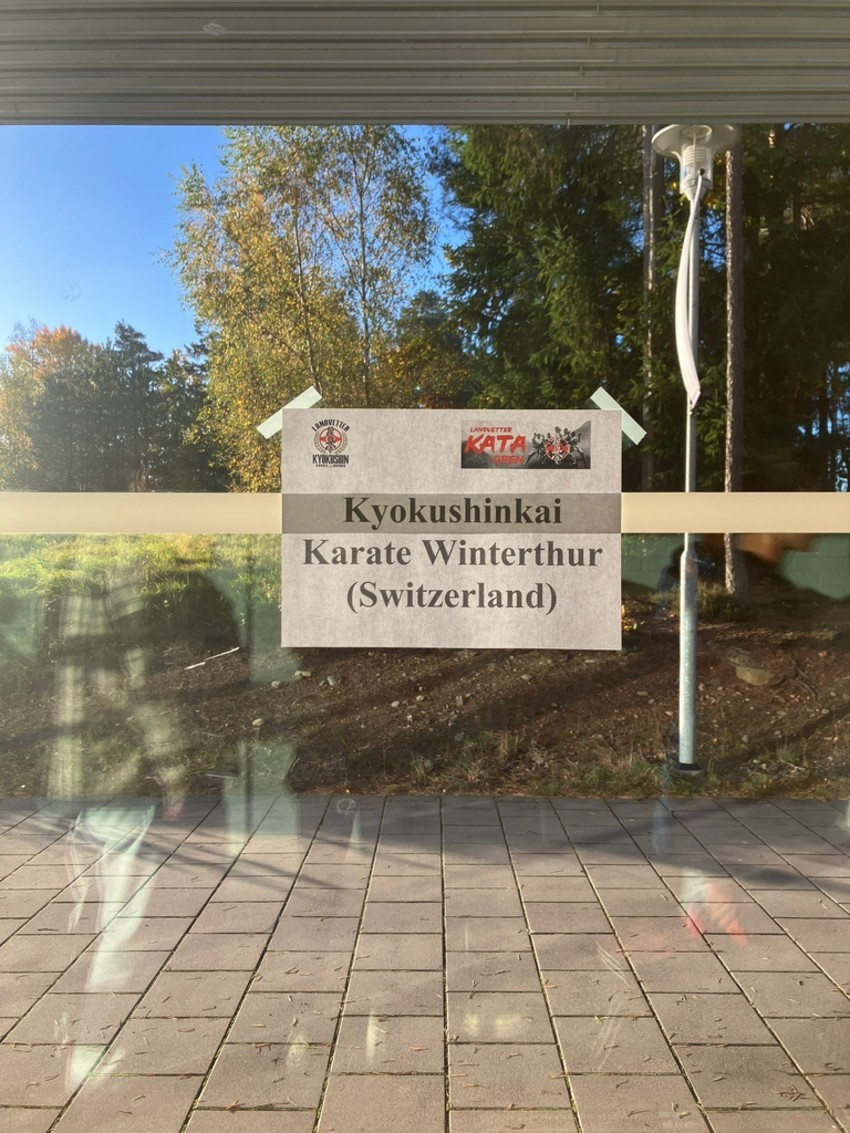 LANDVETTER
KYOKUSHIN
LANDVETTER
KATA
OPEN
Kyokushinkai
Karate Winterthur
(Switzerland)